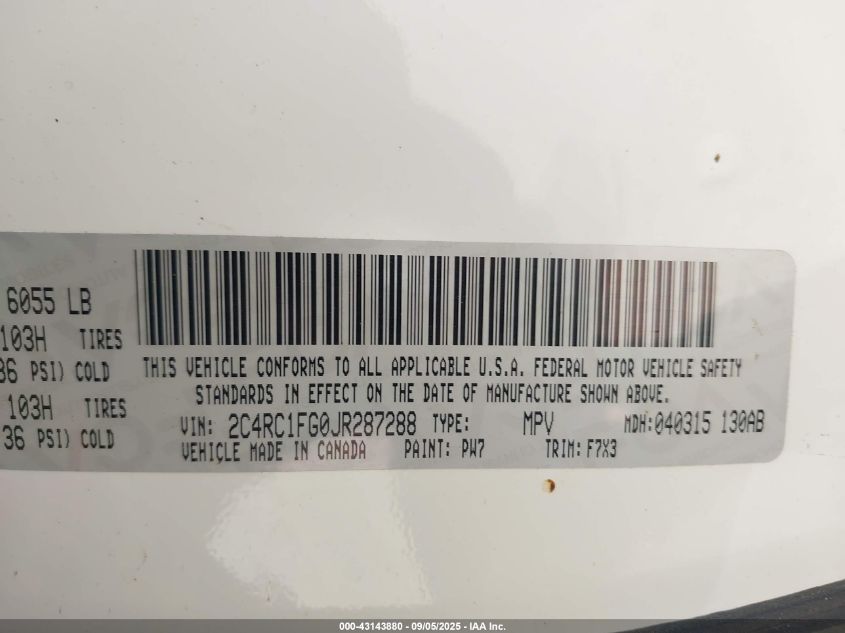 6055 LB
103H TIRES
36 PSI) COLD
103H TIRES
36 PSI) COLD
THIS VEHICLE CONFORMS TO ALL APPLICABLE U.S.A. FEDERAL MOTOR VEHICLE SAFETY
STANDARDS IN EFFECT ON THE DATE OF MANUFACTURE SHOWN ABOVE.
VIN: 2C4RC1FG0JR287288 TYPE: MPV MDH:040315 130AB
VEHICLE MADE IN CANADA PAINT: PW7 TRIM: F7X3
000-43143880 - 09/05/2025 - IAA Inc.